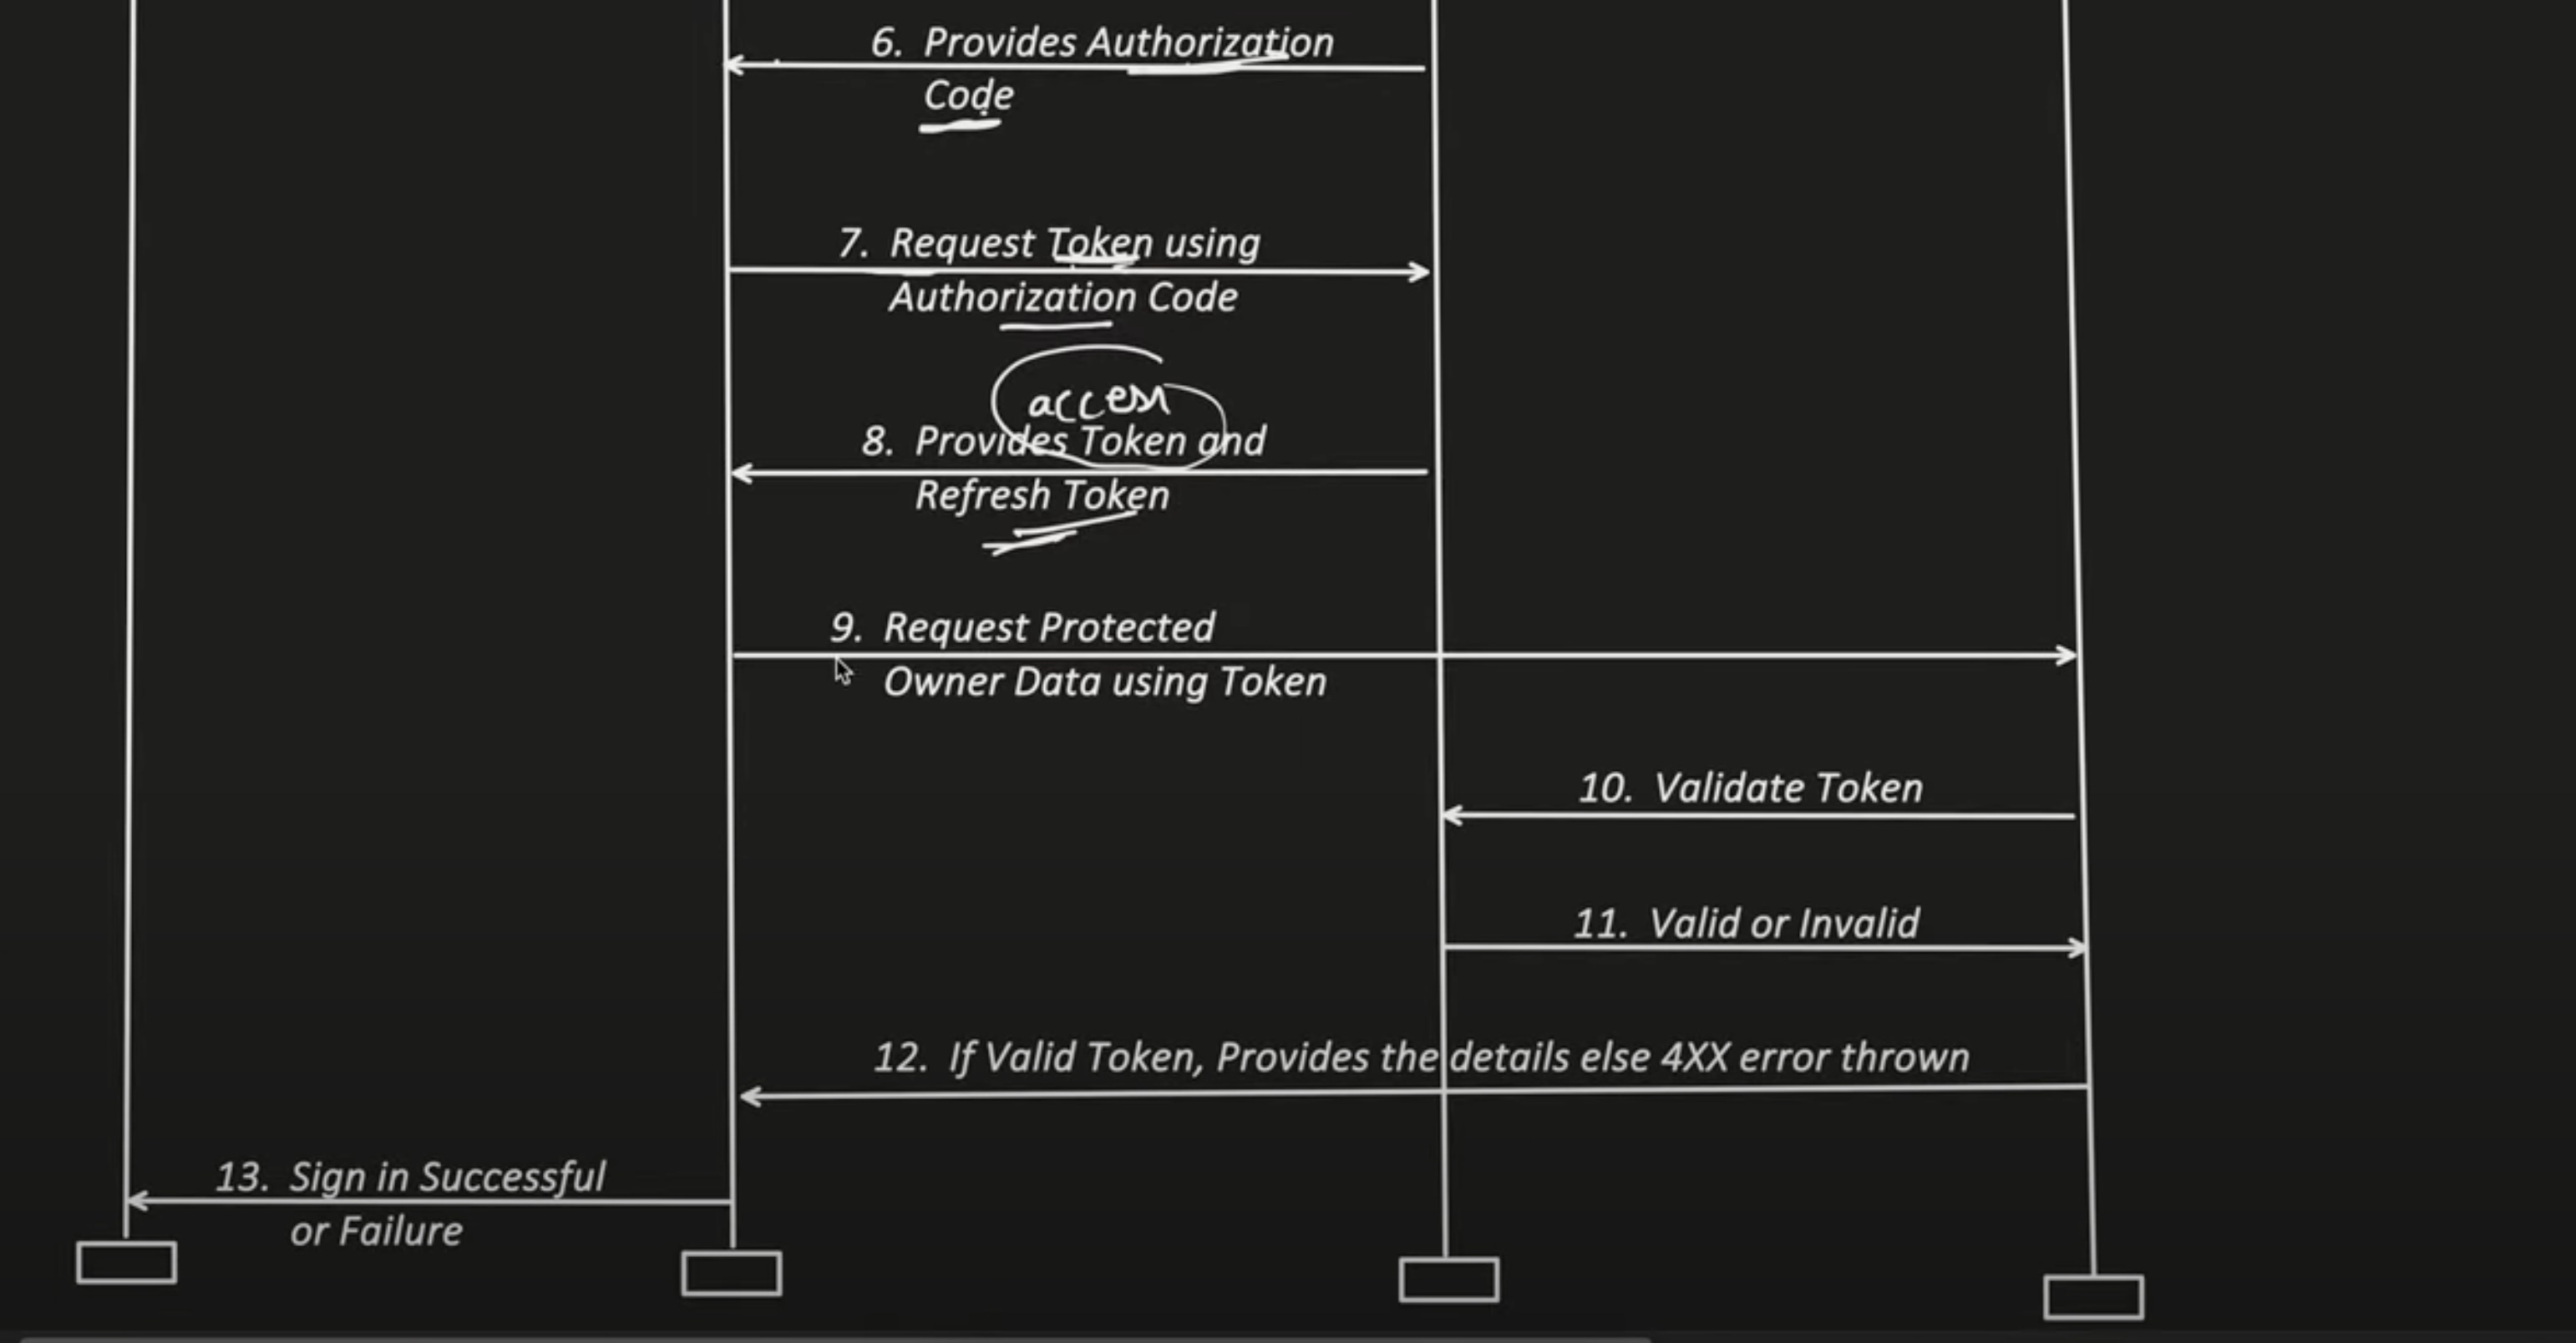 6. Provides Authorization
Code
7. Request Token using
Authorization Code
access
8. Provides Token and
Refresh Token
9. Request Protected
Owner Data using Token
10. Validate Token
11. Valid or Invalid
12. If Valid Token, Provides the details else 4XX error thrown
13. Sign in Successful
or Failure